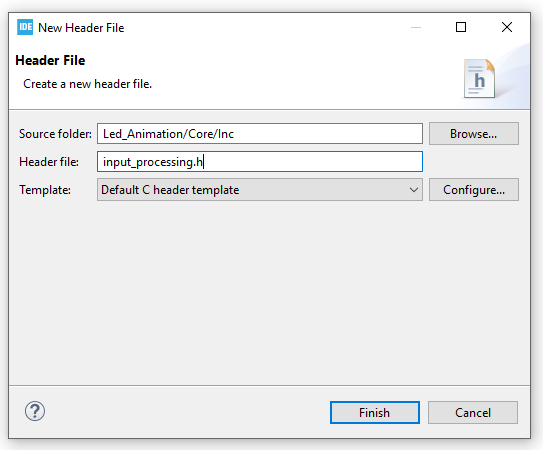 IDE New Header File
Header File
Create a new header file.
h
Source folder: Led_Animation/Core/Inc Browse...
Header file: input_processing.h
Template: Default C header template Configure...
? Finish Cancel